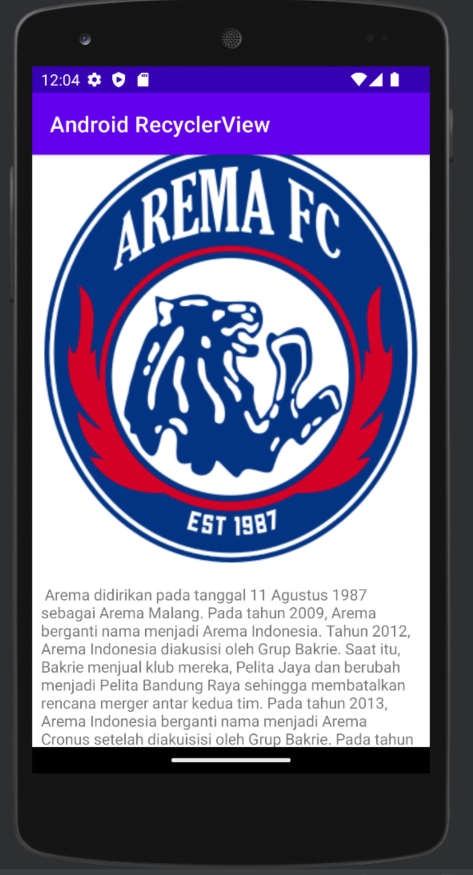 12:04
Android RecyclerView
AREMA FC
EST 1987
Arema didirikan pada tanggal 11 Agustus 1987
sebagai Arema Malang. Pada tahun 2009, Arema
berganti nama menjadi Arema Indonesia. Tahun 2012,
Arema Indonesia diakusisi oleh Grup Bakrie. Saat itu,
Bakrie menjual klub mereka, Pelita Jaya dan berubah
menjadi Pelita Bandung Raya sehingga membatalkan
rencana merger antar kedua tim. Pada tahun 2013,
Arema Indonesia berganti nama menjadi Arema
Cronus setelah diakuisisi oleh Grup Bakrie. Pada tahun